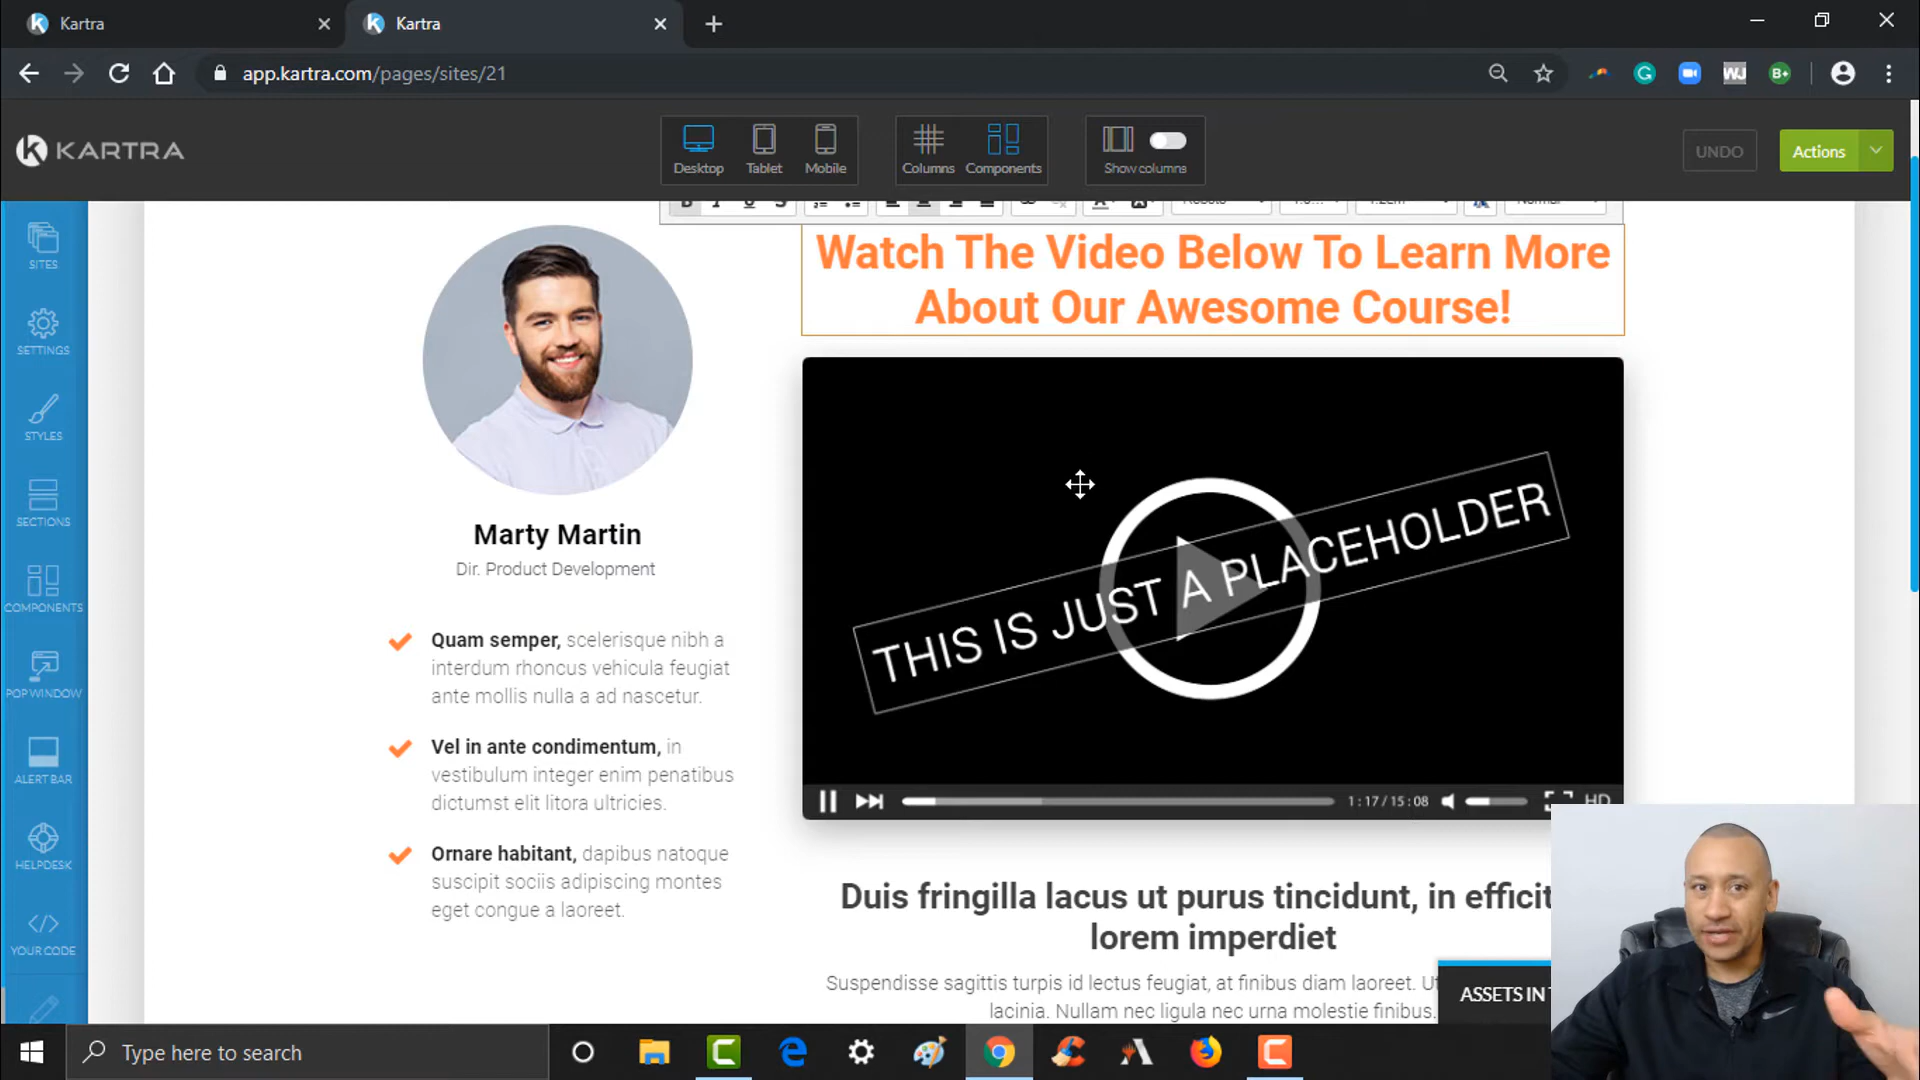 Kartra
Kartra
app.kartra.com/pages/sites/21
KARTRA
Desktop
Tablet
Mobile
Columns
Components
Show columns
UNDO
Actions
SITES
SETTINGS
STYLES
SECTIONS
COMPONENTS
POP WINDOW
ALERT BAR
HELPDESK
YOUR CODE
Watch The Video Below To Learn More
About Our Awesome Course!
Marty Martin
Dir. Product Development
Quam semper, scelerisque nibh a
interdum rhoncus vehicula feugiat
ante mollis nulla a ad nascetur.
Vel in ante condimentum, in
vestibulum integer enim penatibus
dictumst elit litora ultricies.
Ornare habitant, dapibus natoque
suscipit sociis adipiscing montes
eget congue a laoreet.
THIS IS JUST A PLACEHOLDER
1:17/15:08
HD
Duis fringilla lacus ut purus tincidunt, in efficit
lorem imperdiet
Suspendisse sagittis turpis id lectus feugiat, at finibus diam laoreet. Ut
lacinia. Nullam nec ligula nec urna molestie finibus.
ASSETS IN
Type here to search